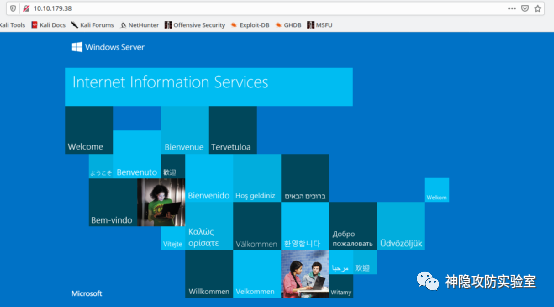 10.10.179.38
Kali Tools Kali Docs Kali Forums NetHunter Offensive Security Exploit-DB GHDB MSFU
Windows Server
Internet Information Services
Welcome
Bienvenue
Tervetuloa
ようこそ
Benvenuto
歡迎
Bienvenido
Hoş geldiniz
ברוכים הבאים
Welkom
Bem-vindo
Vítejte
Καλώς
ορίσατε
Välkommen
환영합니다
Добро
пожаловать
Üdvözöljük
Willkommen
Velkommen
مرحبا
欢迎
Witamy
Microsoft
神隐攻防实验室